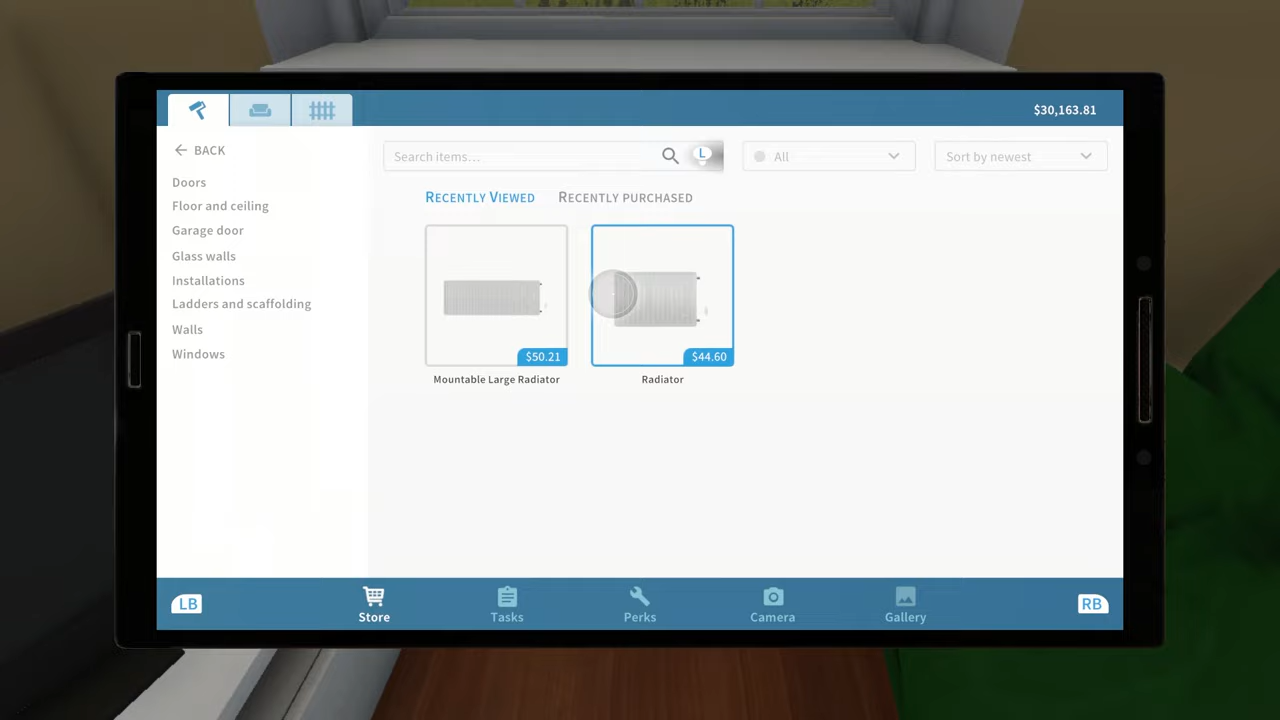 $30,163.81
BACK
Doors
Floor and ceiling
Garage door
Glass walls
Installations
Ladders and scaffolding
Walls
Windows
Search items...
L
All
Sort by newest
RECENTLY VIEWED
RECENTLY PURCHASED
$50.21
Mountable Large Radiator
$44.60
Radiator
LB
Store
Tasks
Perks
Camera
Gallery
RB